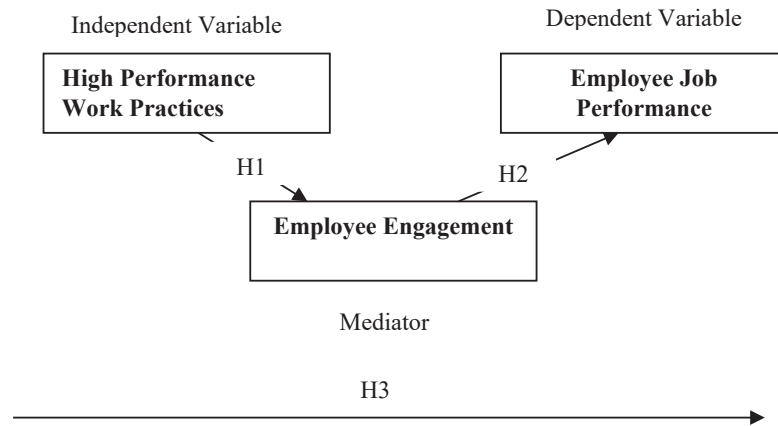 Independent Variable
Dependent Variable
High Performance
Work Practices
Employee Job
Performance
H1
H2
Employee Engagement
Mediator
H3